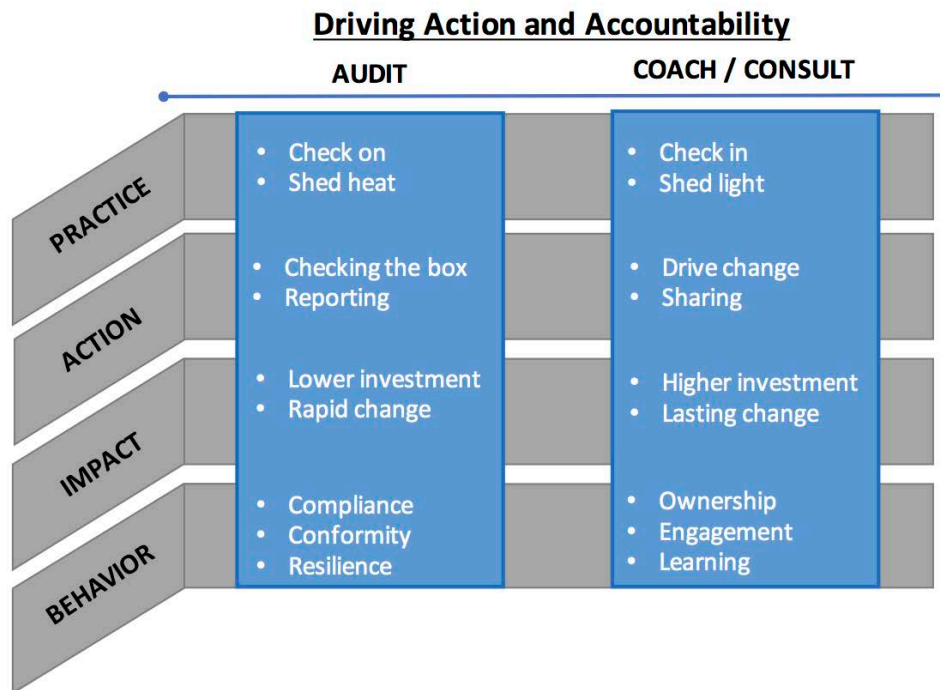 Driving Action and Accountability
AUDIT
COACH / CONSULT
PRACTICE
• Check on
• Shed heat
• Check in
• Shed light
ACTION
• Checking the box
• Reporting
• Drive change
• Sharing
IMPACT
• Lower investment
• Rapid change
• Higher investment
• Lasting change
BEHAVIOR
• Compliance
• Conformity
• Resilience
• Ownership
• Engagement
• Learning